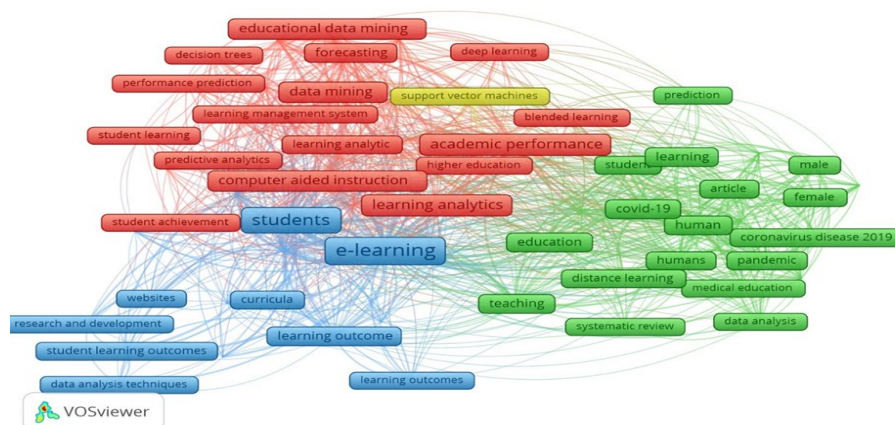 educational data mining
decision trees
forecasting
deep learning
performance prediction
data mining
support vector machines
prediction
learning management system
blended learning
student learning
learning analytic
academic performance
predictive analytics
higher education
student
learning
male
computer aided instruction
article
female
learning analytics
covid-19
student achievement
students
human
education
coronavirus disease 2019
e-learning
humans
pandemic
distance learning
medical education
websites
curricula
teaching
research and development
systematic review
data analysis
learning outcome
student learning outcomes
data analysis techniques
learning outcomes
VOSviewer